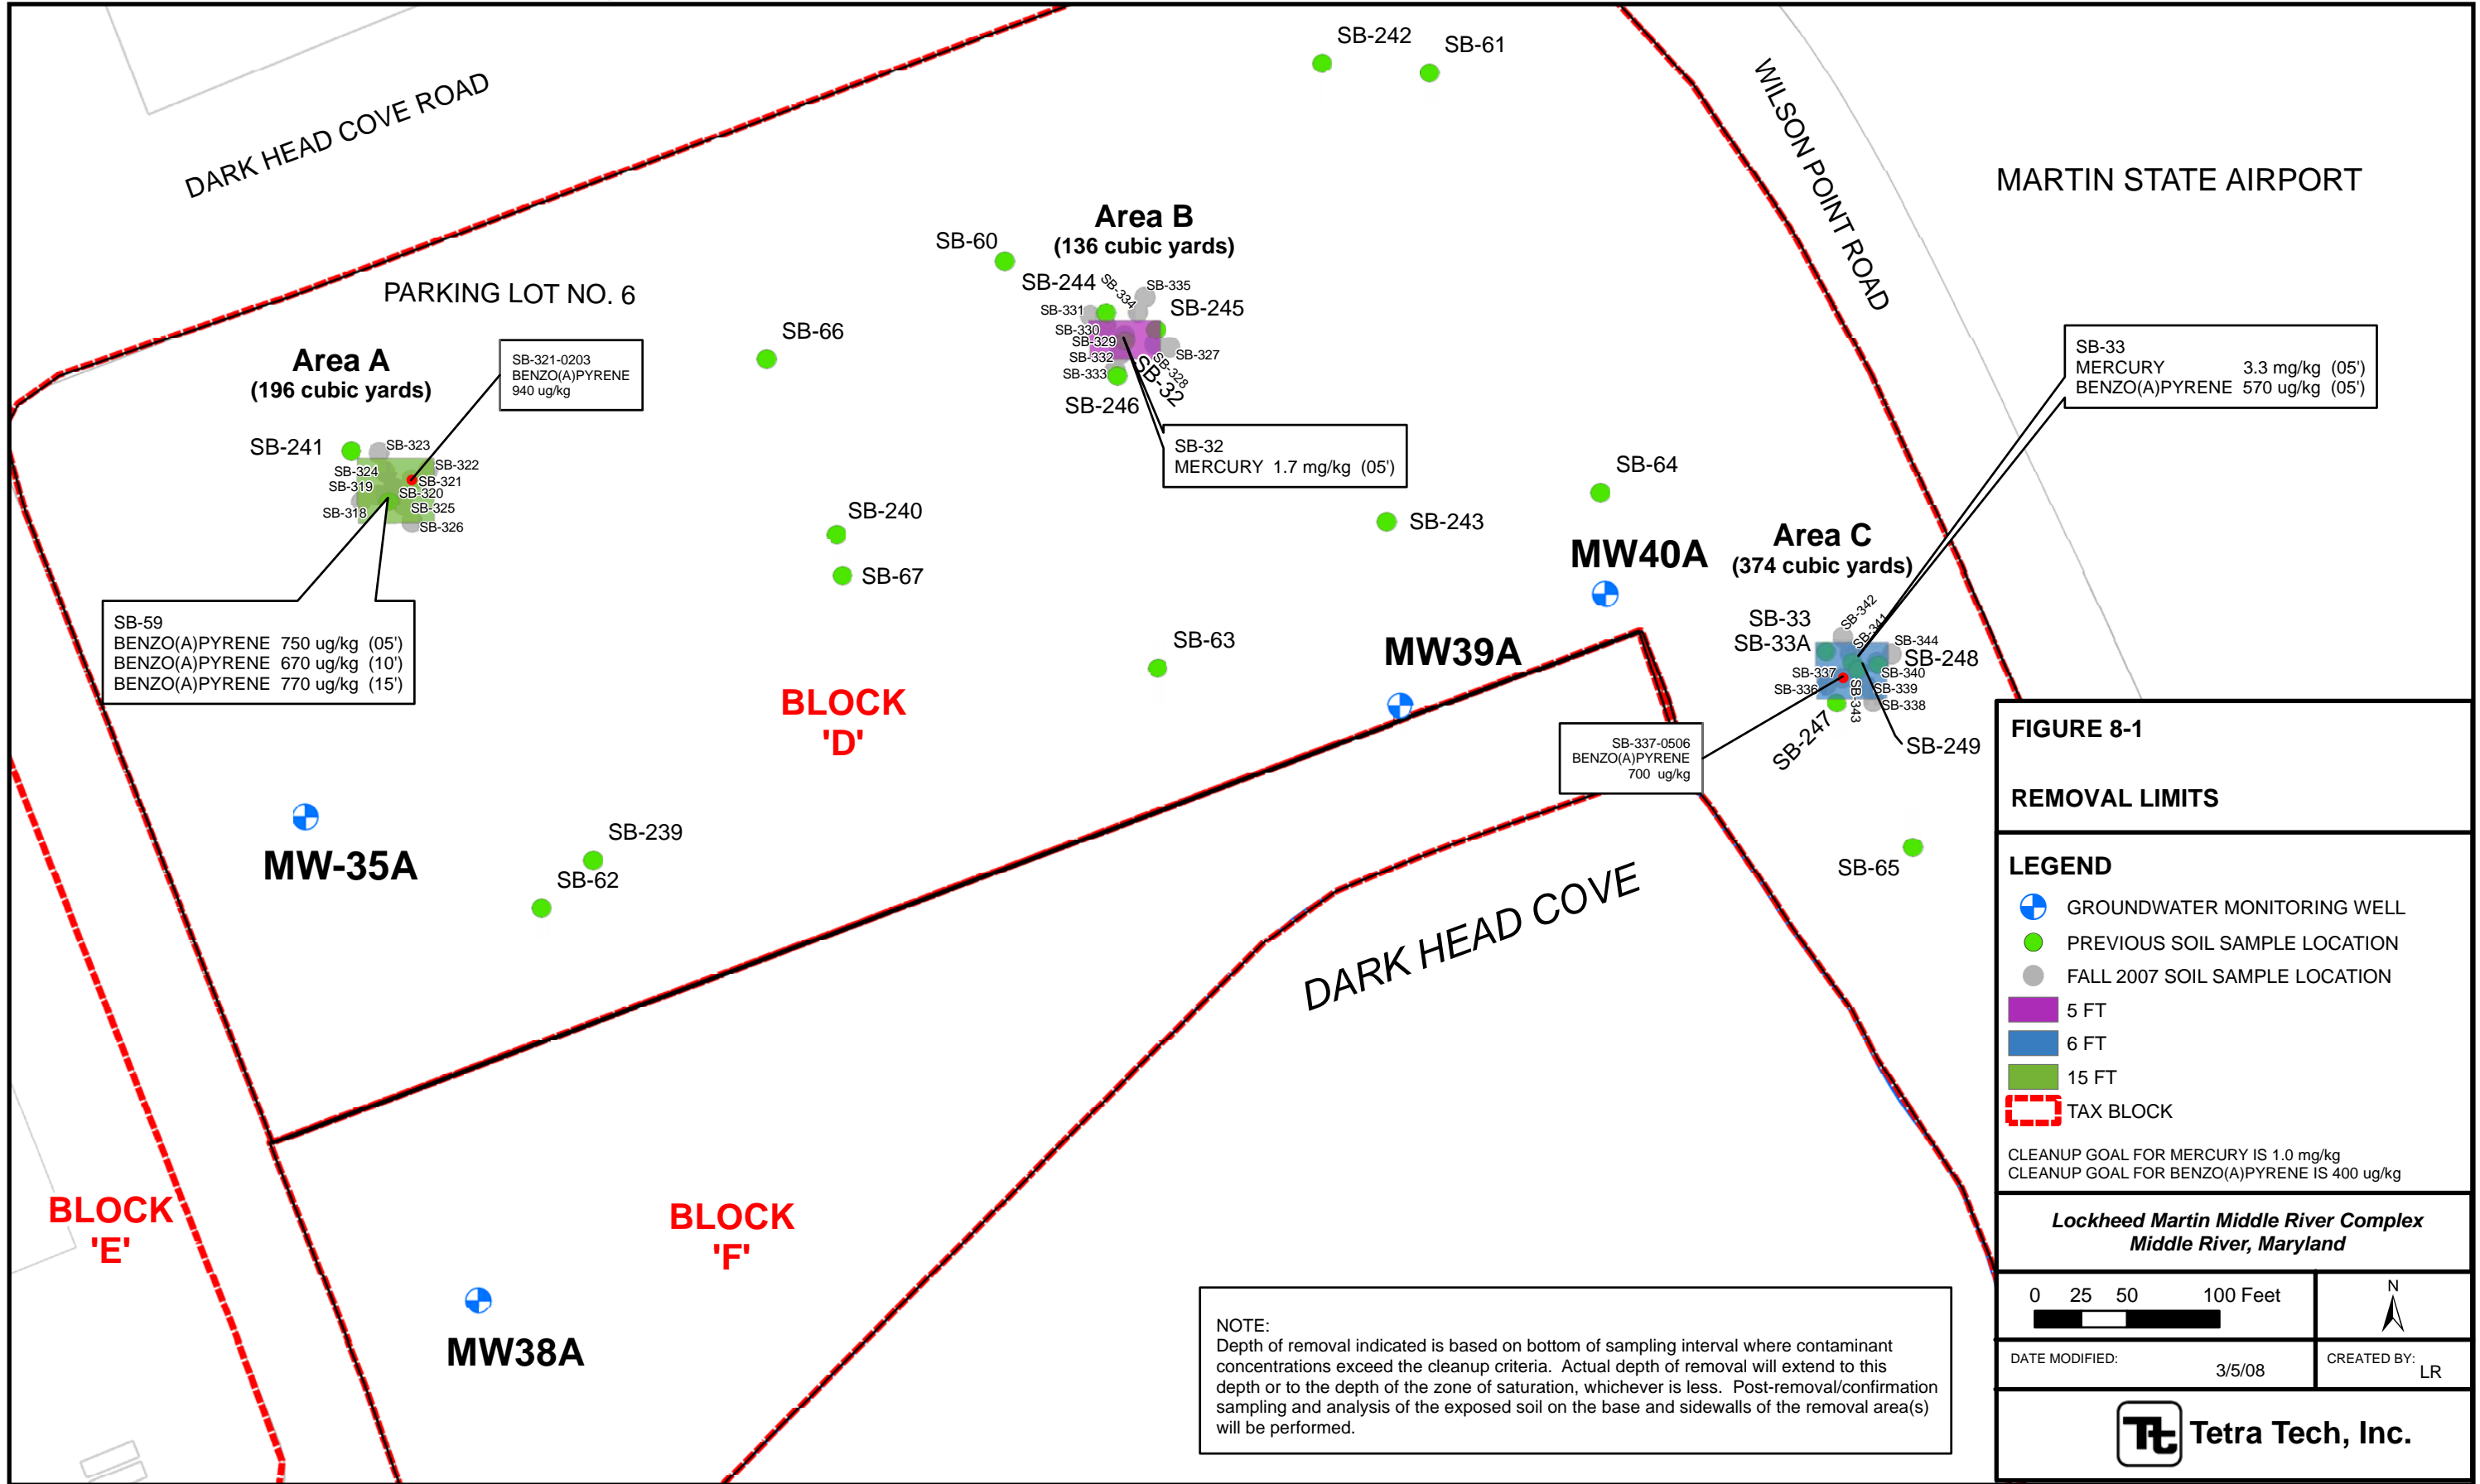 DARK HEAD COVE ROAD
SB-242
SB-61
WILSON POINT ROAD
MARTIN STATE AIRPORT
PARKING LOT NO. 6
Area A
(196 cubic yards)
SB-321-0203
BENZO(A)PYRENE
940 ug/kg
SB-241
SB-323
SB-324
SB-322
SB-319
SB-321
SB-320
SB-318
SB-325
SB-326
SB-59
BENZO(A)PYRENE 750 ug/kg (05')
BENZO(A)PYRENE 670 ug/kg (10')
BENZO(A)PYRENE 770 ug/kg (15')
SB-66
SB-60
Area B
(136 cubic yards)
SB-244
SB-334
SB-335
SB-331
SB-245
SB-330
SB-329
SB-332
SB-327
SB-328
SB-333
SB-32
SB-246
SB-32
MERCURY 1.7 mg/kg (05')
SB-33
MERCURY 3.3 mg/kg (05')
BENZO(A)PYRENE 570 ug/kg (05')
SB-240
SB-67
SB-243
SB-64
MW40A
MW39A
SB-63
Area C
(374 cubic yards)
SB-33
SB-33A
SB-342
SB-341
SB-344
SB-248
SB-337
SB-340
SB-336
SB-339
SB-343
SB-338
SB-247
SB-249
SB-337-0506
BENZO(A)PYRENE
700 ug/kg
SB-65
BLOCK
'D'
MW-35A
SB-239
SB-62
DARK HEAD COVE
BLOCK
'E'
BLOCK
'F'
MW38A
NOTE:
Depth of removal indicated is based on bottom of sampling interval where contaminant
concentrations exceed the cleanup criteria. Actual depth of removal will extend to this
depth or to the depth of the zone of saturation, whichever is less. Post-removal/confirmation
sampling and analysis of the exposed soil on the base and sidewalls of the removal area(s)
will be performed.
FIGURE 8-1
REMOVAL LIMITS
LEGEND
GROUNDWATER MONITORING WELL
PREVIOUS SOIL SAMPLE LOCATION
FALL 2007 SOIL SAMPLE LOCATION
5 FT
6 FT
15 FT
TAX BLOCK
CLEANUP GOAL FOR MERCURY IS 1.0 mg/kg
CLEANUP GOAL FOR BENZO(A)PYRENE IS 400 ug/kg
Lockheed Martin Middle River Complex
Middle River, Maryland
0 25 50 100 Feet
N
DATE MODIFIED: 3/5/08
CREATED BY: LR
Tt Tetra Tech, Inc.